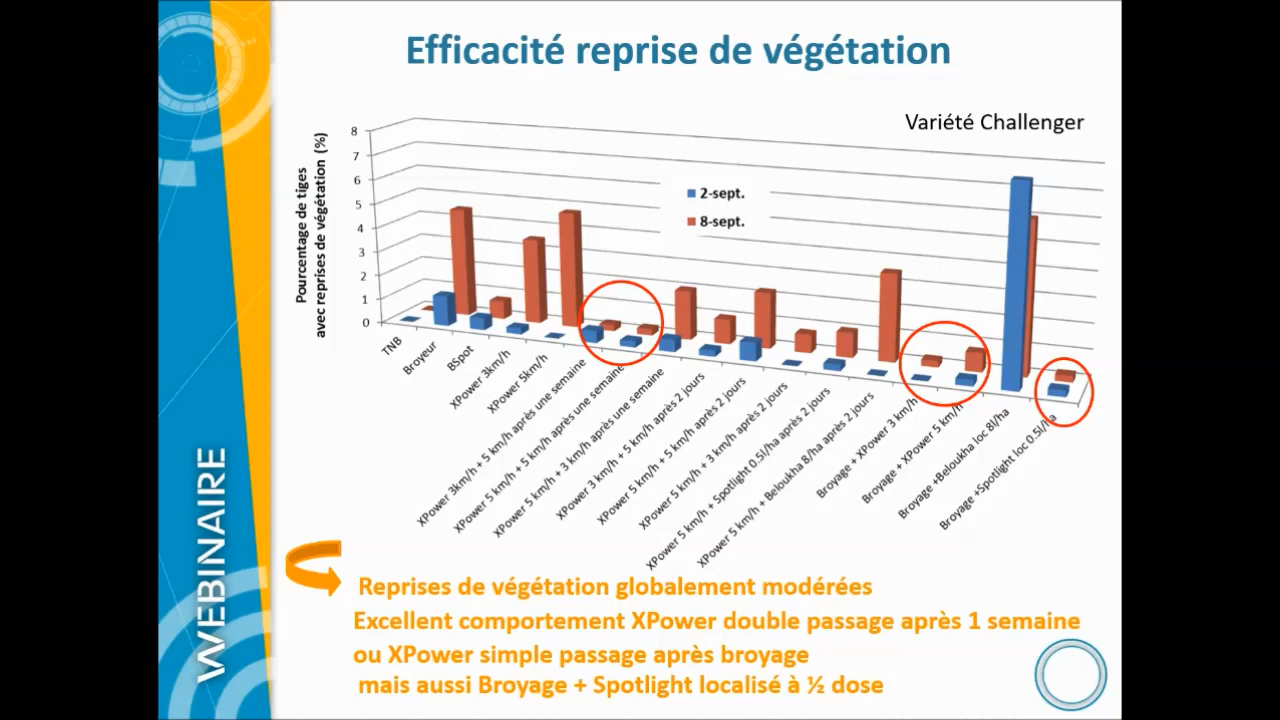 Efficacité reprise de végétation
Variété Challenger
Pourcentage de tiges
avec reprises de végétation (%)
8
7
6
5
4
3
2
1
0
2-sept.
8-sept.
TNB
Broyeur
BSpot
XPower 3km/h
XPower 5km/h
XPower 3km/h + 5 km/h après une semaine
XPower 5 km/h + 5 km/h après une semaine
XPower 5 km/h + 3 km/h après une semaine
XPower 3 km/h + 5 km/h après 2 jours
XPower 5 km/h + 5 km/h après 2 jours
XPower 5 km/h + 3 km/h après 2 jours
XPower 5 km/h + Spotlight 0.5l/ha après 2 jours
XPower 5 km/h + Beloukha 8/ha après 2 jours
Broyage + XPower 3 km/h
Broyage + XPower 5 km/h
Broyage +Beloukha loc 8l/ha
Broyage +Spotlight loc 0.5l/ha
WEBINAIRE
Reprises de végétation globalement modérées
Excellent comportement XPower double passage après 1 semaine
ou XPower simple passage après broyage
mais aussi Broyage + Spotlight localisé à ½ dose